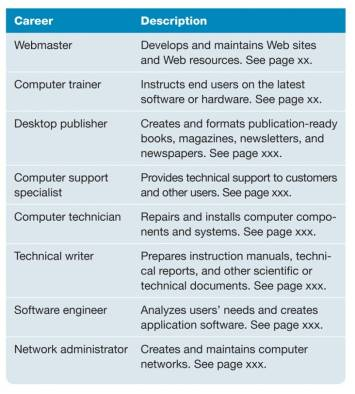 Career Description
Webmaster Develops and maintains Web sites
and Web resources. See page xx.
Computer trainer Instructs end users on the latest
software or hardware. See page xx.
Desktop publisher Creates and formats publication-ready
books, magazines, newsletters, and
newspapers. See page xxx.
Computer support Provides technical support to customers
specialist and other users. See page xxx.
Computer technician Repairs and installs computer compo-
nents and systems. See page xxx.
Technical writer Prepares instruction manuals, techni-
cal reports, and other scientific or
technical documents. See page xxx.
Software engineer Analyzes users' needs and creates
application software. See page xxx.
Network administrator Creates and maintains computer
networks. See page xxx.